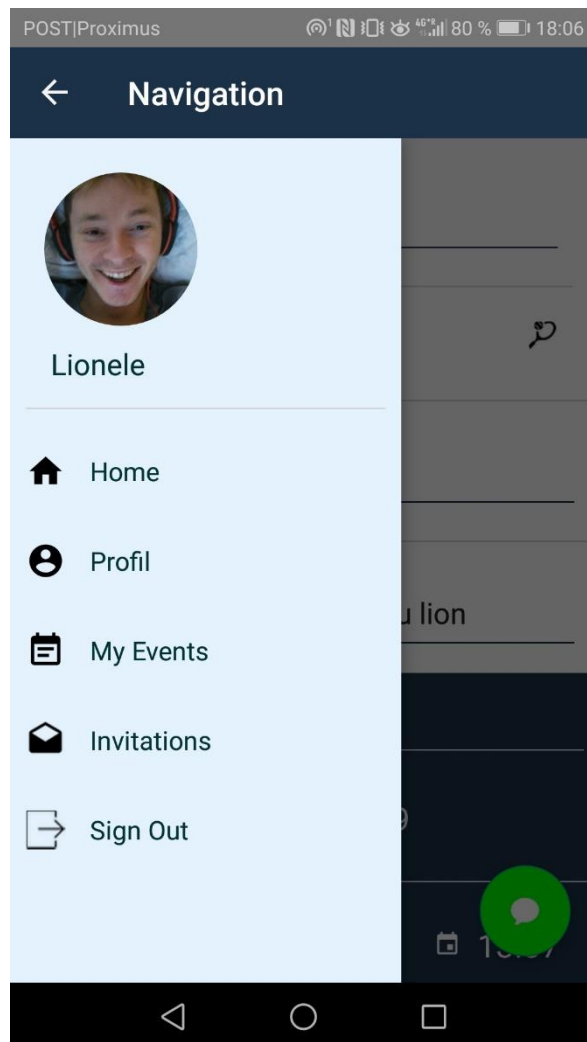 POST|Proximus 80 % 18:06
Navigation
Lionele
Home
Profil
My Events
lion
Invitations
Sign Out